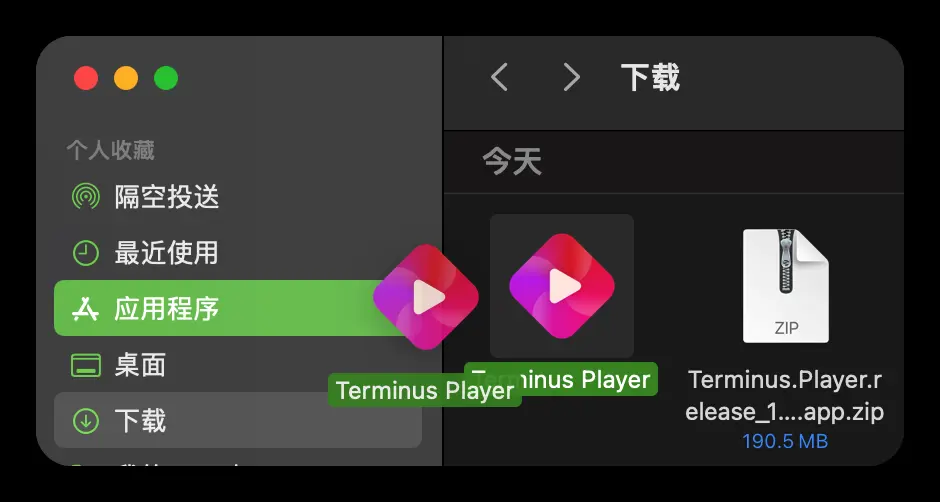 个人收藏
隔空投送
最近使用
应用程序
桌面
下载
下载
今天
Terminus Player
Terminus Player
ZIP
Terminus.Player.r
elease_1....app.zip
190.5 MB